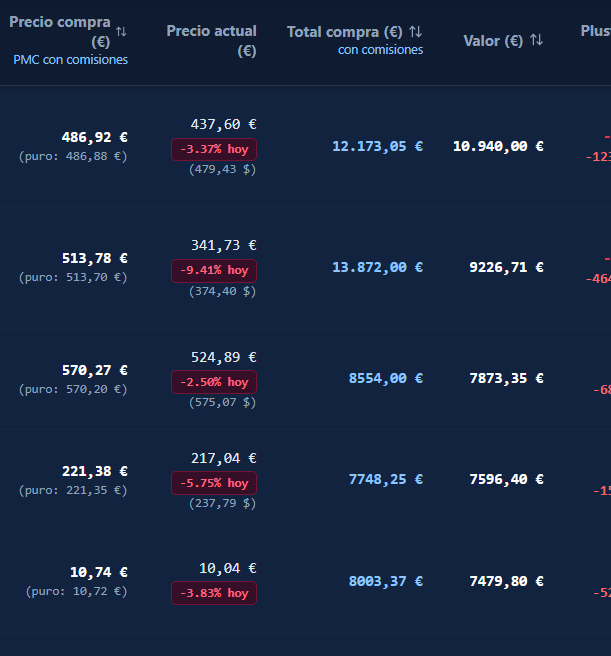 Precio compra (€) ↑↓
PMC con comisiones
Precio actual (€)
Total compra (€) ↑↓
con comisiones
Valor (€) ↑↓
486,92 €
(puro: 486,88 €)
437,60 €
-3.37% hoy
(479,43 $)
12.173,05 €
10.940,00 €
513,78 €
(puro: 513,70 €)
341,73 €
-9.41% hoy
(374,40 $)
13.872,00 €
9226,71 €
570,27 €
(puro: 570,20 €)
524,89 €
-2.50% hoy
(575,07 $)
8554,00 €
7873,35 €
221,38 €
(puro: 221,35 €)
217,04 €
-5.75% hoy
(237,79 $)
7748,25 €
7596,40 €
10,74 €
(puro: 10,72 €)
10,04 €
-3.83% hoy
8003,37 €
7479,80 €